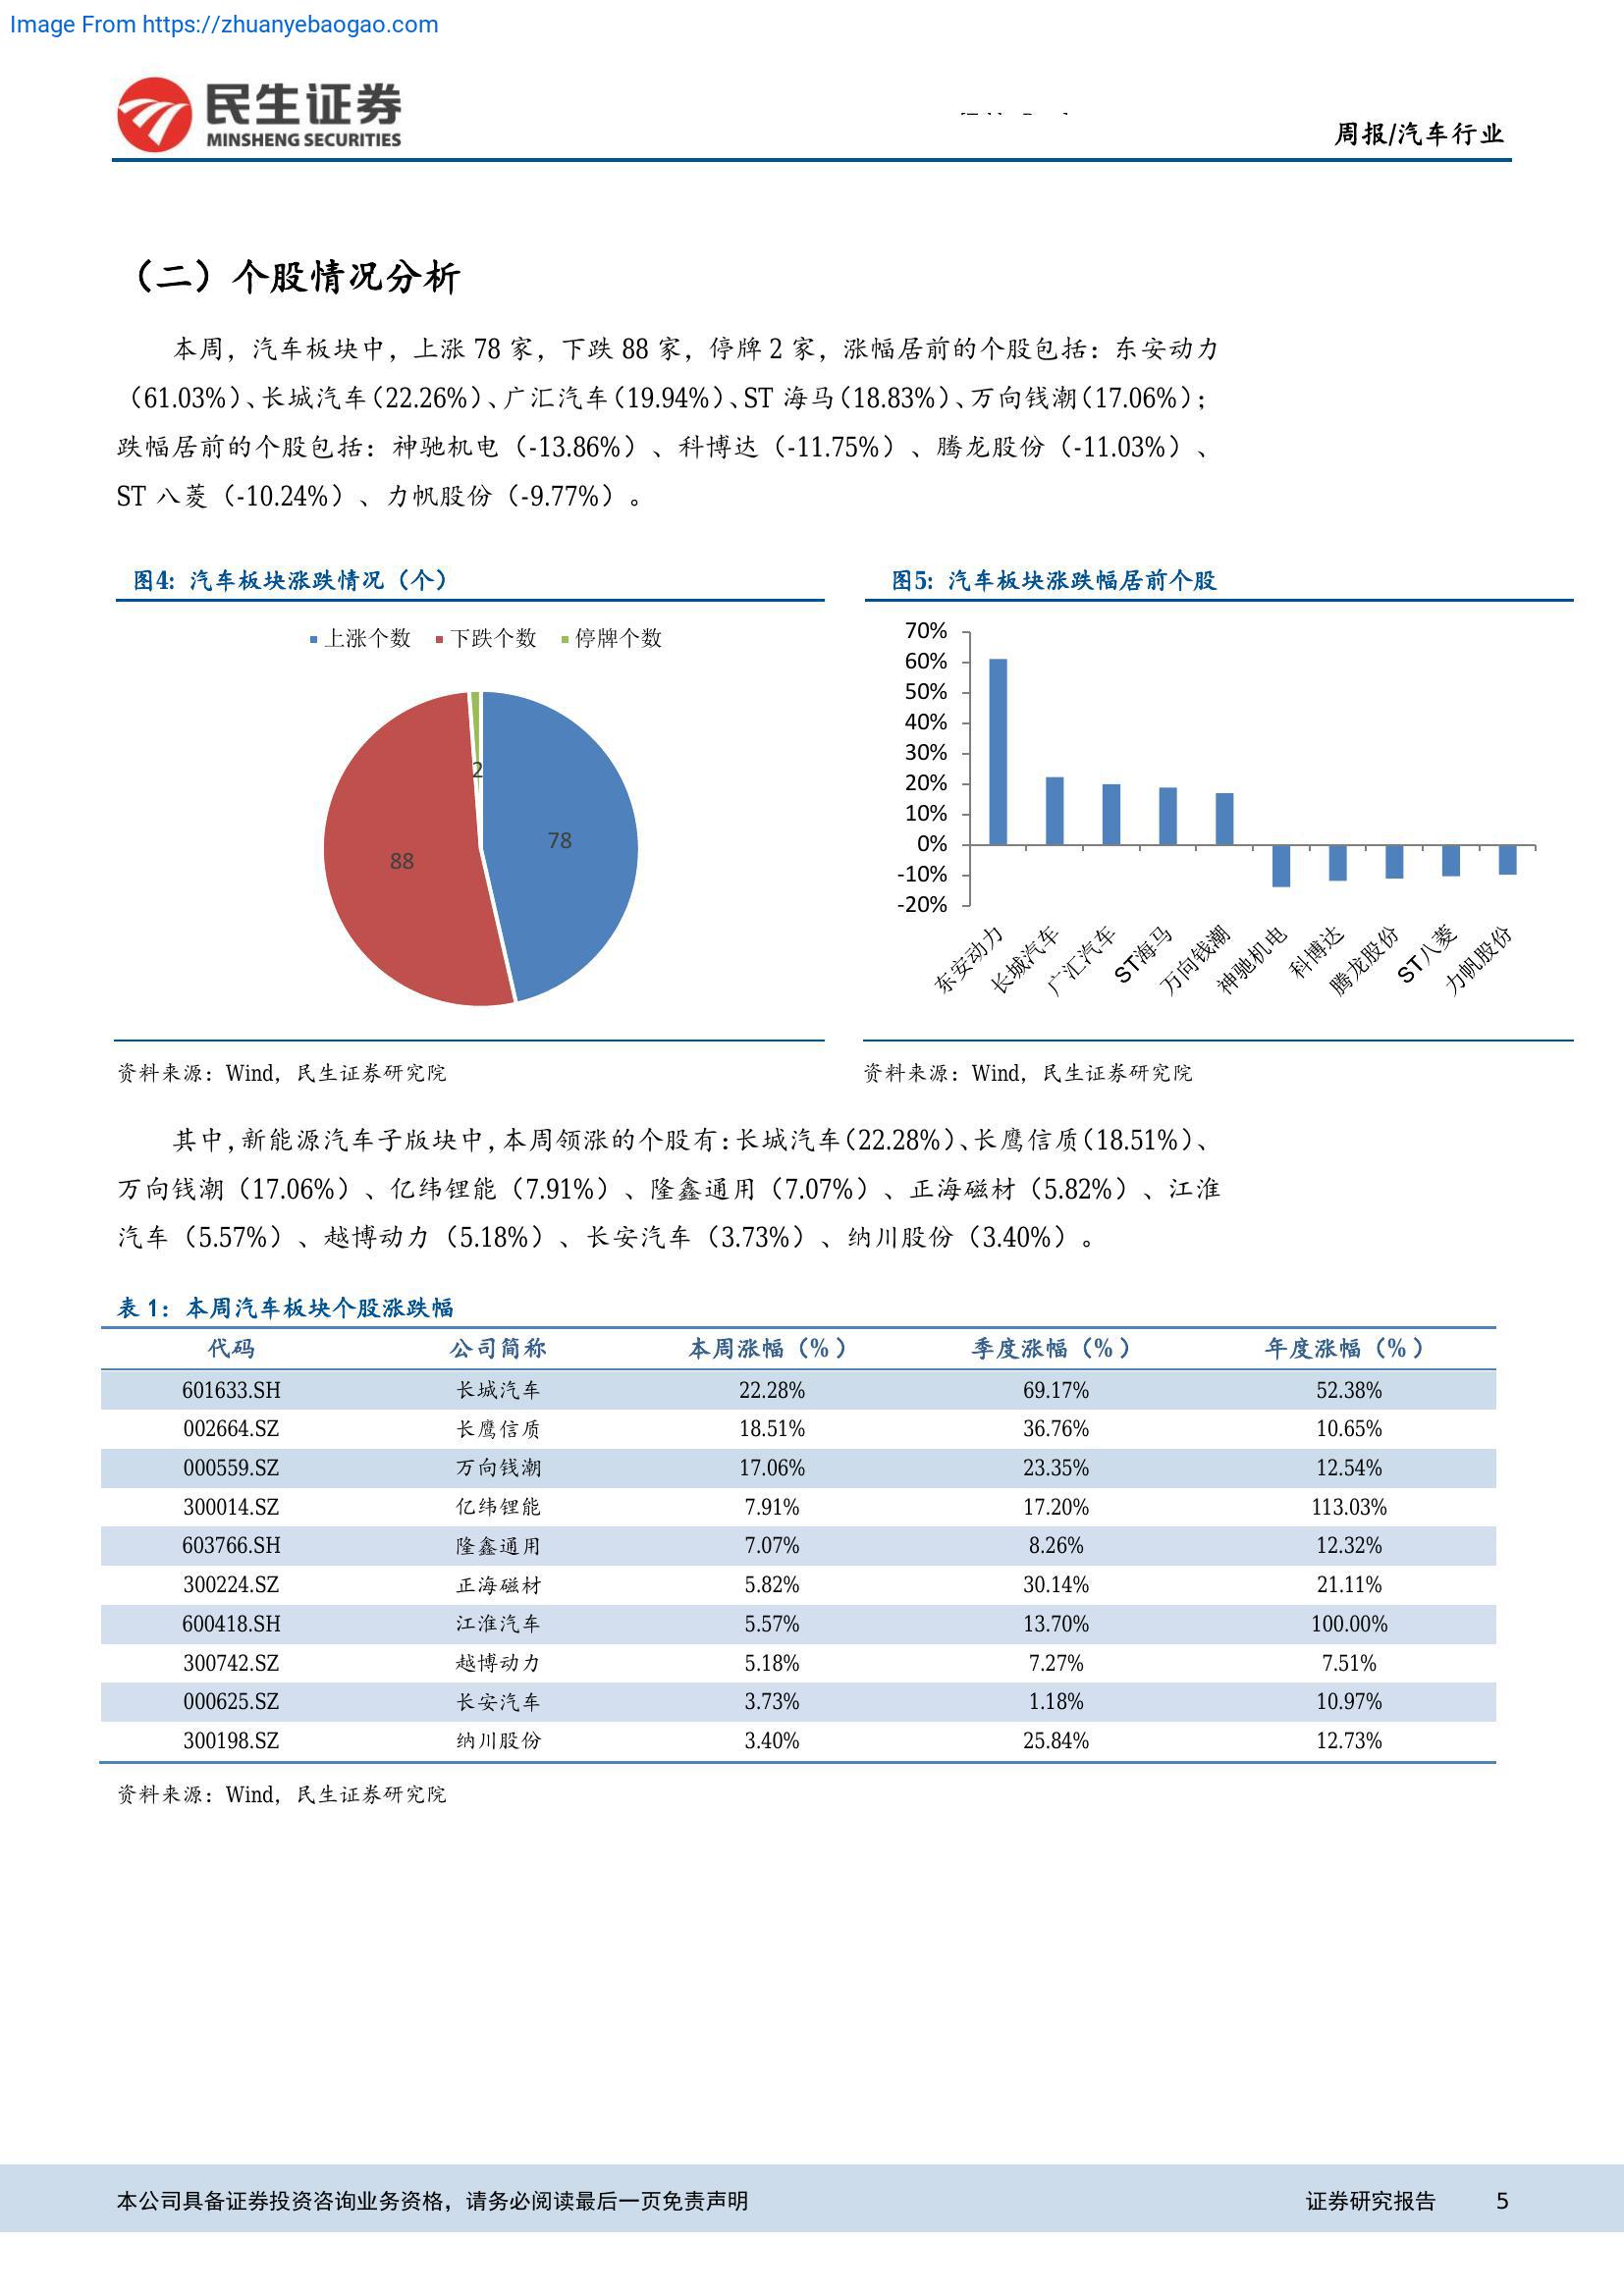 Image From https://zhuanyebaogao.com
民生证券
MINSHENG SECURITIES
周报/汽车行业
（二）个股情况分析
本周，汽车板块中，上涨 78 家，下跌 88 家，停牌 2 家，涨幅居前的个股包括：东安动力
（61.03%）、长城汽车（22.26%）、广汇汽车（19.94%）、ST 海马（18.83%）、万向钱潮（17.06%）；
跌幅居前的个股包括：神驰机电（-13.86%）、科博达（-11.75%）、腾龙股份（-11.03%）、
ST 八菱（-10.24%）、力帆股份（-9.77%）。
图4: 汽车板块涨跌情况（个）
上涨个数 下跌个数 停牌个数
2
78
88
资料来源：Wind，民生证券研究院
图5: 汽车板块涨跌幅居前个股
70%
60%
50%
40%
30%
20%
10%
0%
-10%
-20%
东安动力 长城汽车 广汇汽车 ST海马 万向钱潮 神驰机电 科博达 腾龙股份 ST八菱 力帆股份
资料来源：Wind，民生证券研究院
其中，新能源汽车子版块中，本周领涨的个股有：长城汽车（22.28%）、长鹰信质（18.51%）、
万向钱潮（17.06%）、亿纬锂能（7.91%）、隆鑫通用（7.07%）、正海磁材（5.82%）、江淮
汽车（5.57%）、越博动力（5.18%）、长安汽车（3.73%）、纳川股份（3.40%）。
表 1：本周汽车板块个股涨跌幅
代码 公司简称 本周涨幅（%） 季度涨幅（%） 年度涨幅（%）
601633.SH 长城汽车 22.28% 69.17% 52.38%
002664.SZ 长鹰信质 18.51% 36.76% 10.65%
000559.SZ 万向钱潮 17.06% 23.35% 12.54%
300014.SZ 亿纬锂能 7.91% 17.20% 113.03%
603766.SH 隆鑫通用 7.07% 8.26% 12.32%
300224.SZ 正海磁材 5.82% 30.14% 21.11%
600418.SH 江淮汽车 5.57% 13.70% 100.00%
300742.SZ 越博动力 5.18% 7.27% 7.51%
000625.SZ 长安汽车 3.73% 1.18% 10.97%
300198.SZ 纳川股份 3.40% 25.84% 12.73%
资料来源：Wind，民生证券研究院
本公司具备证券投资咨询业务资格，请务必阅读最后一页免责声明 证券研究报告 5